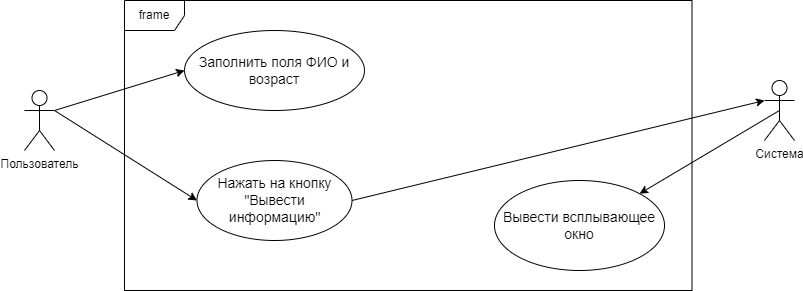 frame
Заполнить поля ФИО и
возраст
Пользователь
Система
Нажать на кнопку
"Вывести
информацию"
Вывести всплывающее
окно